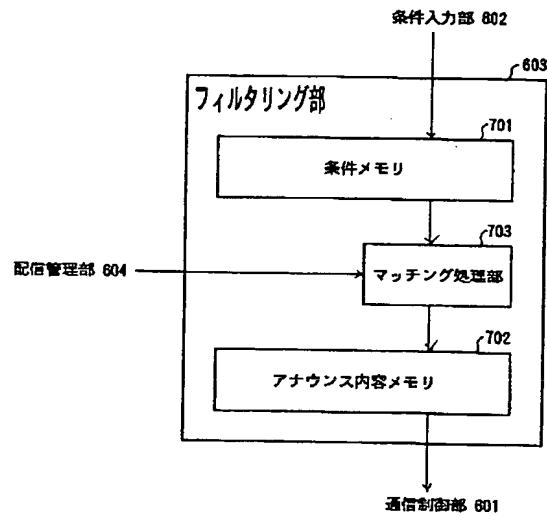 条件入力部 602
603
フィルタリング部
701
条件メモリ
703
配信管理部 604
マッチング処理部
702
アナウンス内容メモリ
通信制御部 601